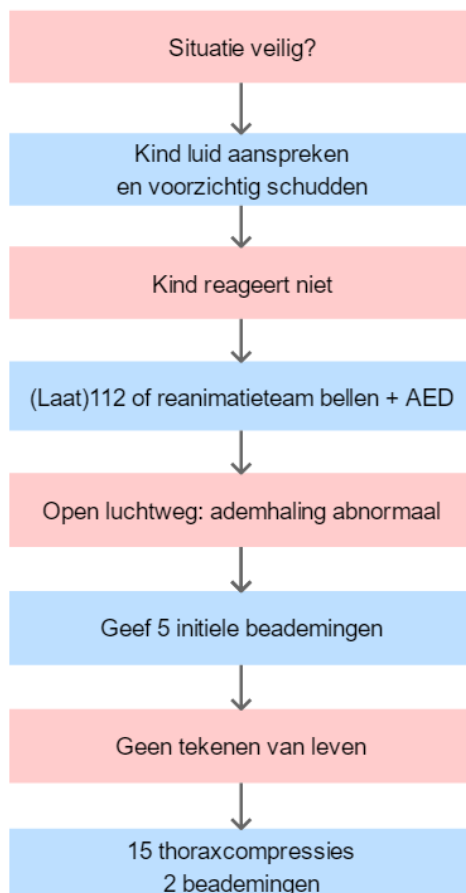 Situatie veilig?
Kind luid aanspreken
en voorzichtig schudden
Kind reageert niet
(Laat)112 of reanimatieteam bellen + AED
Open luchtweg: ademhaling abnormaal
Geef 5 initiele beademingen
Geen tekenen van leven
15 thoraxcompressies
2 beademingen